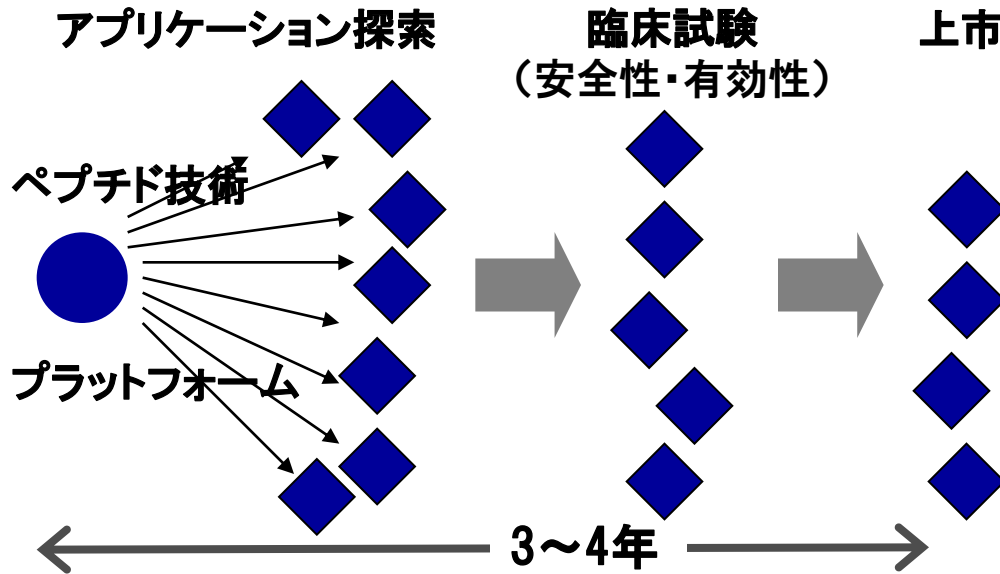 アプリケーション探索
臨床試験
(安全性・有効性)
上市
ペプチド技術
プラットフォーム
3～4年